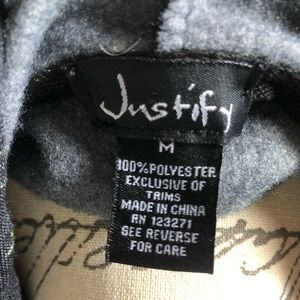 Justify
M
100%POLYESTER
EXCLUSIVE OF
TRIMS
MADE IN CHINA
RN 123271
SEE REVERSE
FOR CARE